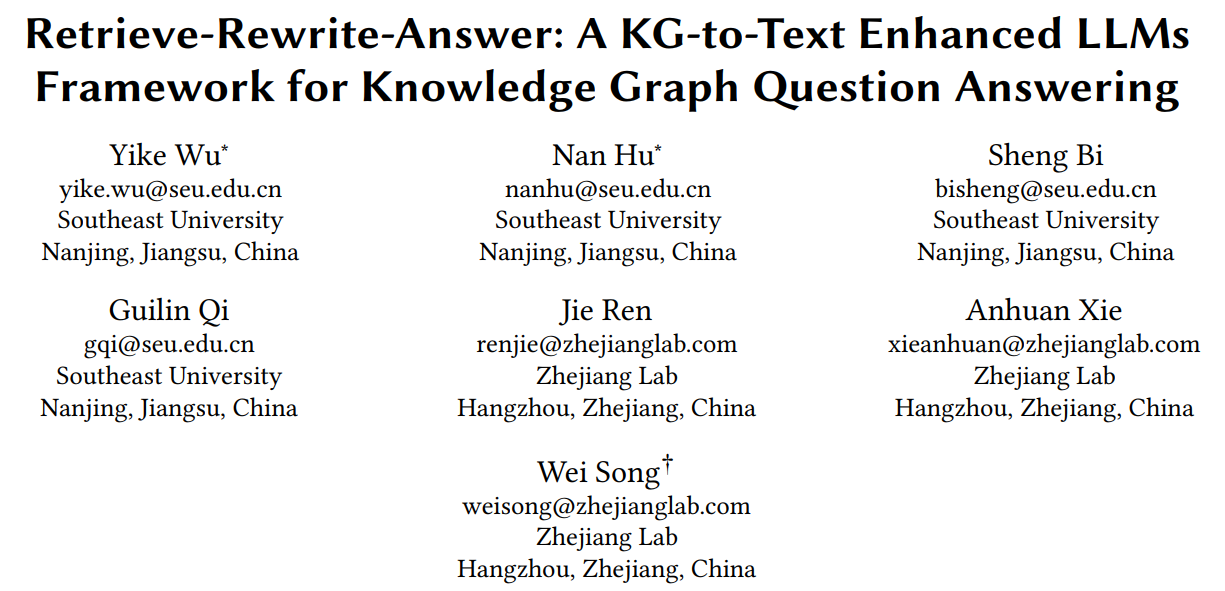 Retrieve-Rewrite-Answer: A KG-to-Text Enhanced LLMs
Framework for Knowledge Graph Question Answering
Yike Wu*
yike.wu@seu.edu.cn
Southeast University
Nanjing, Jiangsu, China
Nan Hu*
nanhu@seu.edu.cn
Southeast University
Nanjing, Jiangsu, China
Sheng Bi
bisheng@seu.edu.cn
Southeast University
Nanjing, Jiangsu, China
Guilin Qi
gqi@seu.edu.cn
Southeast University
Nanjing, Jiangsu, China
Jie Ren
renjie@zhejianglab.com
Zhejiang Lab
Hangzhou, Zhejiang, China
Anhuan Xie
xieanhuan@zhejianglab.com
Zhejiang Lab
Hangzhou, Zhejiang, China
Wei Song†
weisong@zhejianglab.com
Zhejiang Lab
Hangzhou, Zhejiang, China